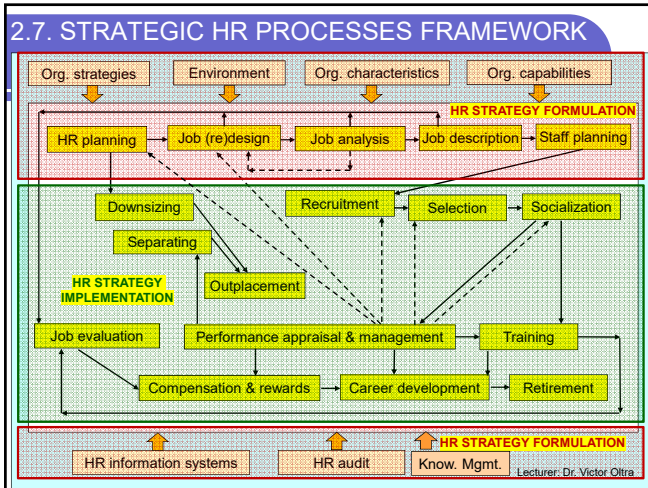 2.7. STRATEGIC HR PROCESSES FRAMEWORK
Org. strategies
Environment
Org. characteristics
Org. capabilities
HR STRATEGY FORMULATION
HR planning
Job (re)design
Job analysis
Job description
Staff planning
Downsizing
Recruitment
Selection
Socialization
Separating
HR STRATEGY
IMPLEMENTATION
Outplacement
Job evaluation
Performance appraisal & management
Training
Compensation & rewards
Career development
Retirement
HR STRATEGY FORMULATION
HR information systems
HR audit
Know. Mgmt.
Lecturer: Dr. Victor Oltra